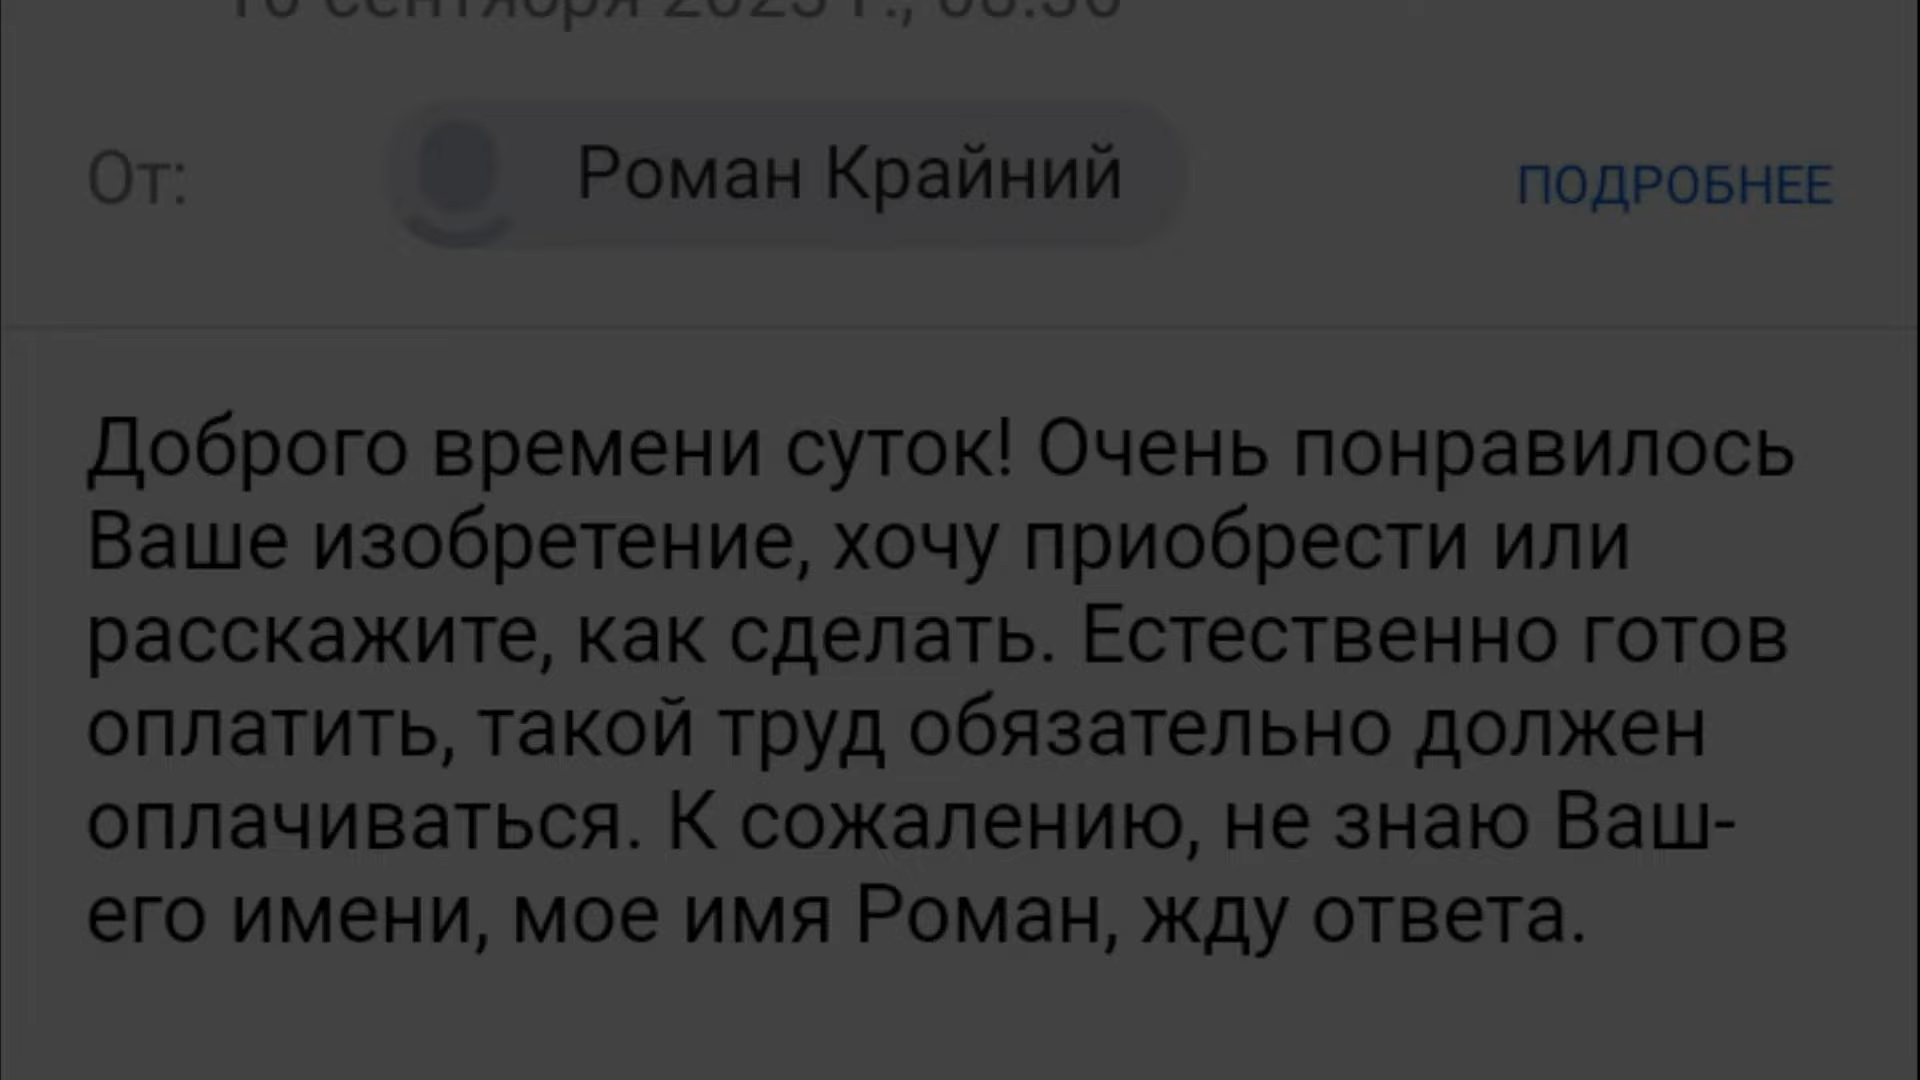 От:
Роман Крайний
ПОДРОБНЕЕ
Доброго времени суток! Очень понравилось
Ваше изобретение, хочу приобрести или
расскажите, как сделать. Естественно готов
оплатить, такой труд обязательно должен
оплачиваться. К сожалению, не знаю Ваш-
его имени, мое имя Роман, жду ответа.